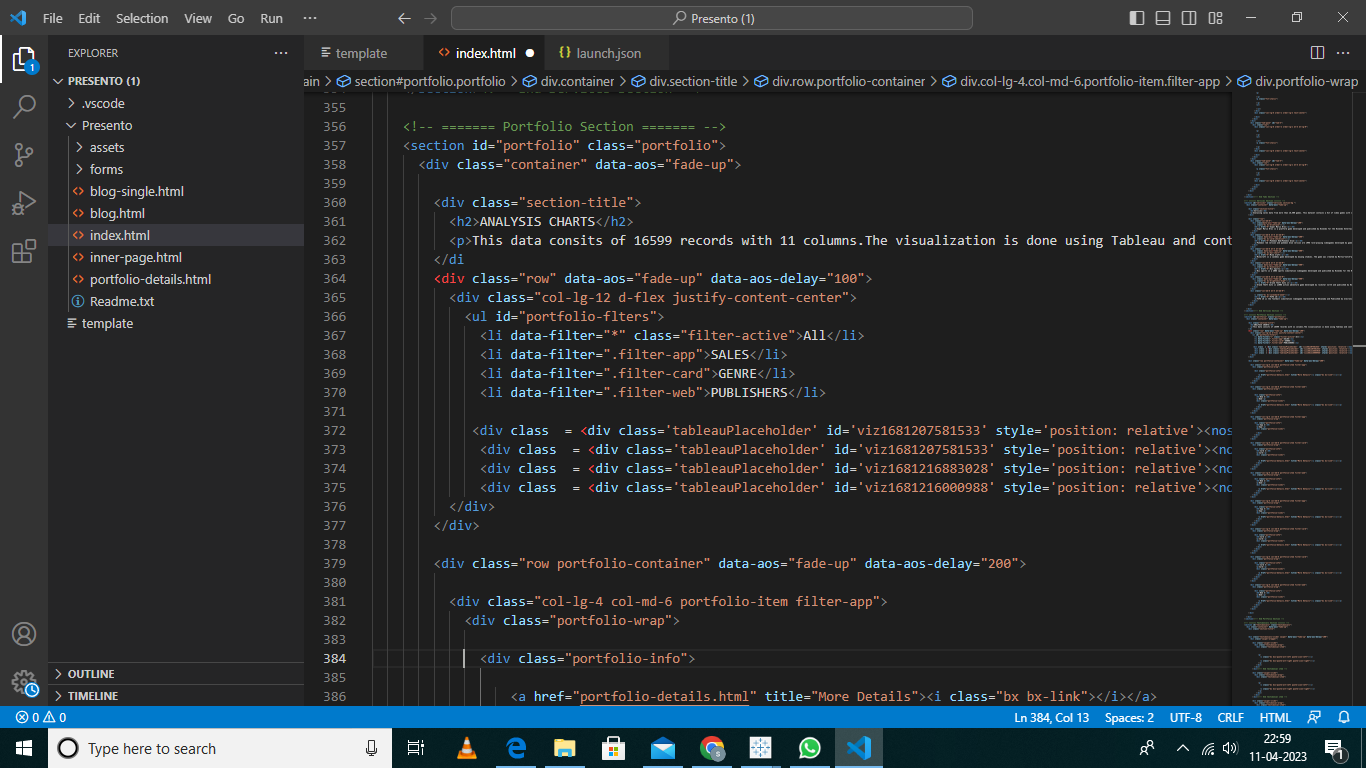 File Edit Selection View Go Run ··· Presento (1)
EXPLORER ···
PRESENTO (1)
.vscode
Presento
assets
forms
blog-single.html
blog.html
index.html
inner-page.html
portfolio-details.html
Readme.txt
template
OUTLINE
TIMELINE
template index.html launch.json
ain > section#portfolio.portfolio > div.container > div.section-title > div.row.portfolio-container > div.col-lg-4.col-md-6.portfolio-item.filter-app > div.portfolio-wrap
355
356 <!-- ======= Portfolio Section ======= -->
357 <section id="portfolio" class="portfolio">
358 <div class="container" data-aos="fade-up">
359
360 <div class="section-title">
361 <h2>ANALYSIS CHARTS</h2>
362 <p>This data consits of 16599 records with 11 columns.The visualization is done using Tableau and cont
363 </di
364 <div class="row" data-aos="fade-up" data-aos-delay="100">
365 <div class="col-lg-12 d-flex justify-content-center">
366 <ul id="portfolio-flters">
367 <li data-filter="*" class="filter-active">All</li>
368 <li data-filter=".filter-app">SALES</li>
369 <li data-filter=".filter-card">GENRE</li>
370 <li data-filter=".filter-web">PUBLISHERS</li>
371
372 <div class  = <div class='tableauPlaceholder' id='viz1681207581533' style='position: relative'><nos
373 <div class  = <div class='tableauPlaceholder' id='viz1681207581533' style='position: relative'><no
374 <div class  = <div class='tableauPlaceholder' id='viz1681216883028' style='position: relative'><no
375 <div class  = <div class='tableauPlaceholder' id='viz1681216000988' style='position: relative'><no
376 </div>
377 </div>
378
379 <div class="row portfolio-container" data-aos="fade-up" data-aos-delay="200">
380
381 <div class="col-lg-4 col-md-6 portfolio-item filter-app">
382 <div class="portfolio-wrap">
383
384 <div class="portfolio-info">
385
386 <a href="portfolio-details.html" title="More Details"><i class="bx bx-link"></i></a>
1
0 0 Ln 384, Col 13 Spaces: 2 UTF-8 CRLF HTML
Type here to search
22:59
11-04-2023
1